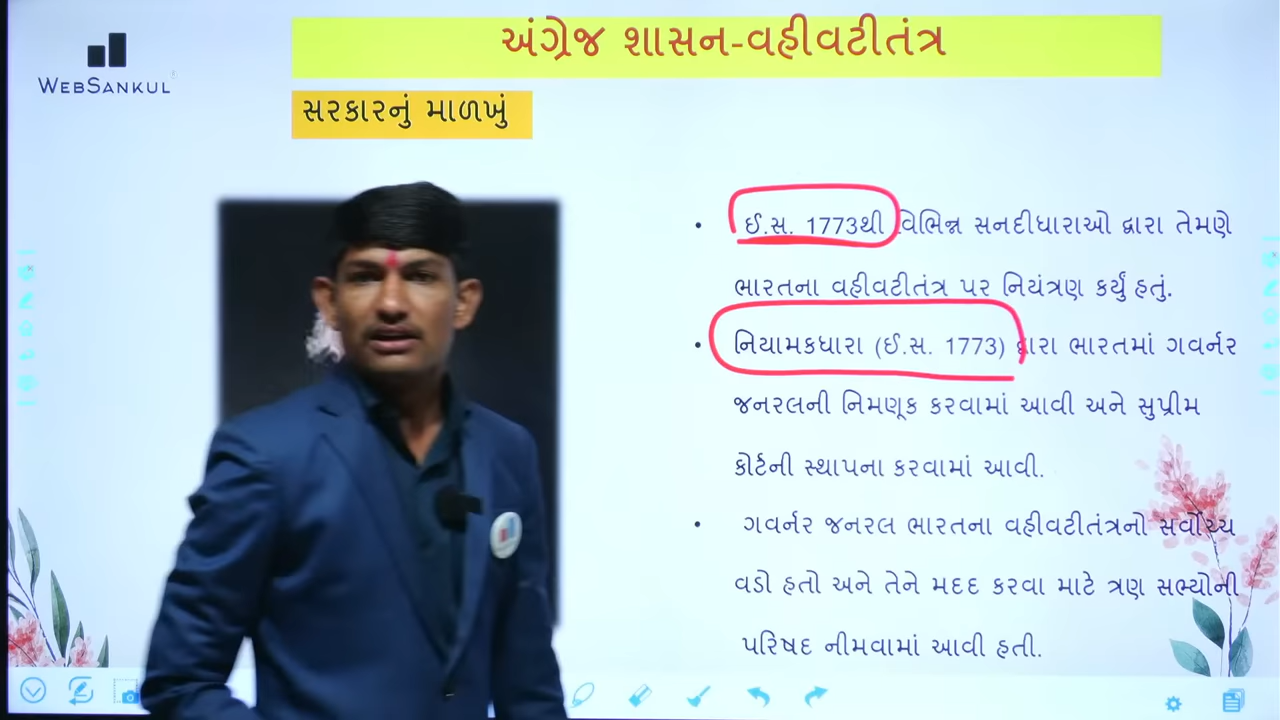 અંગ્રેજ શાસન-વહીવટીતંત્ર
WEBSANKUL
સરકારનું માળખું
• ઈ.સ. 1773થી વિભિન્ન સનદીધારાઓ દ્વારા તેમણે
ભારતના વહીવટીતંત્ર પર નિયંત્રણ કર્યું હતું.
• નિયામકધારા (ઈ.સ. 1773) દ્વારા ભારતમાં ગવર્નર
જનરલની નિમણૂક કરવામાં આવી અને સુપ્રીમ
કોર્ટની સ્થાપના કરવામાં આવી.
• ગવર્નર જનરલ ભારતના વહીવટીતંત્રનો સર્વોચ્ચ
વડો હતો અને તેને મદદ કરવા માટે ત્રણ સભ્યોની
પરિષદ નીમવામાં આવી હતી.